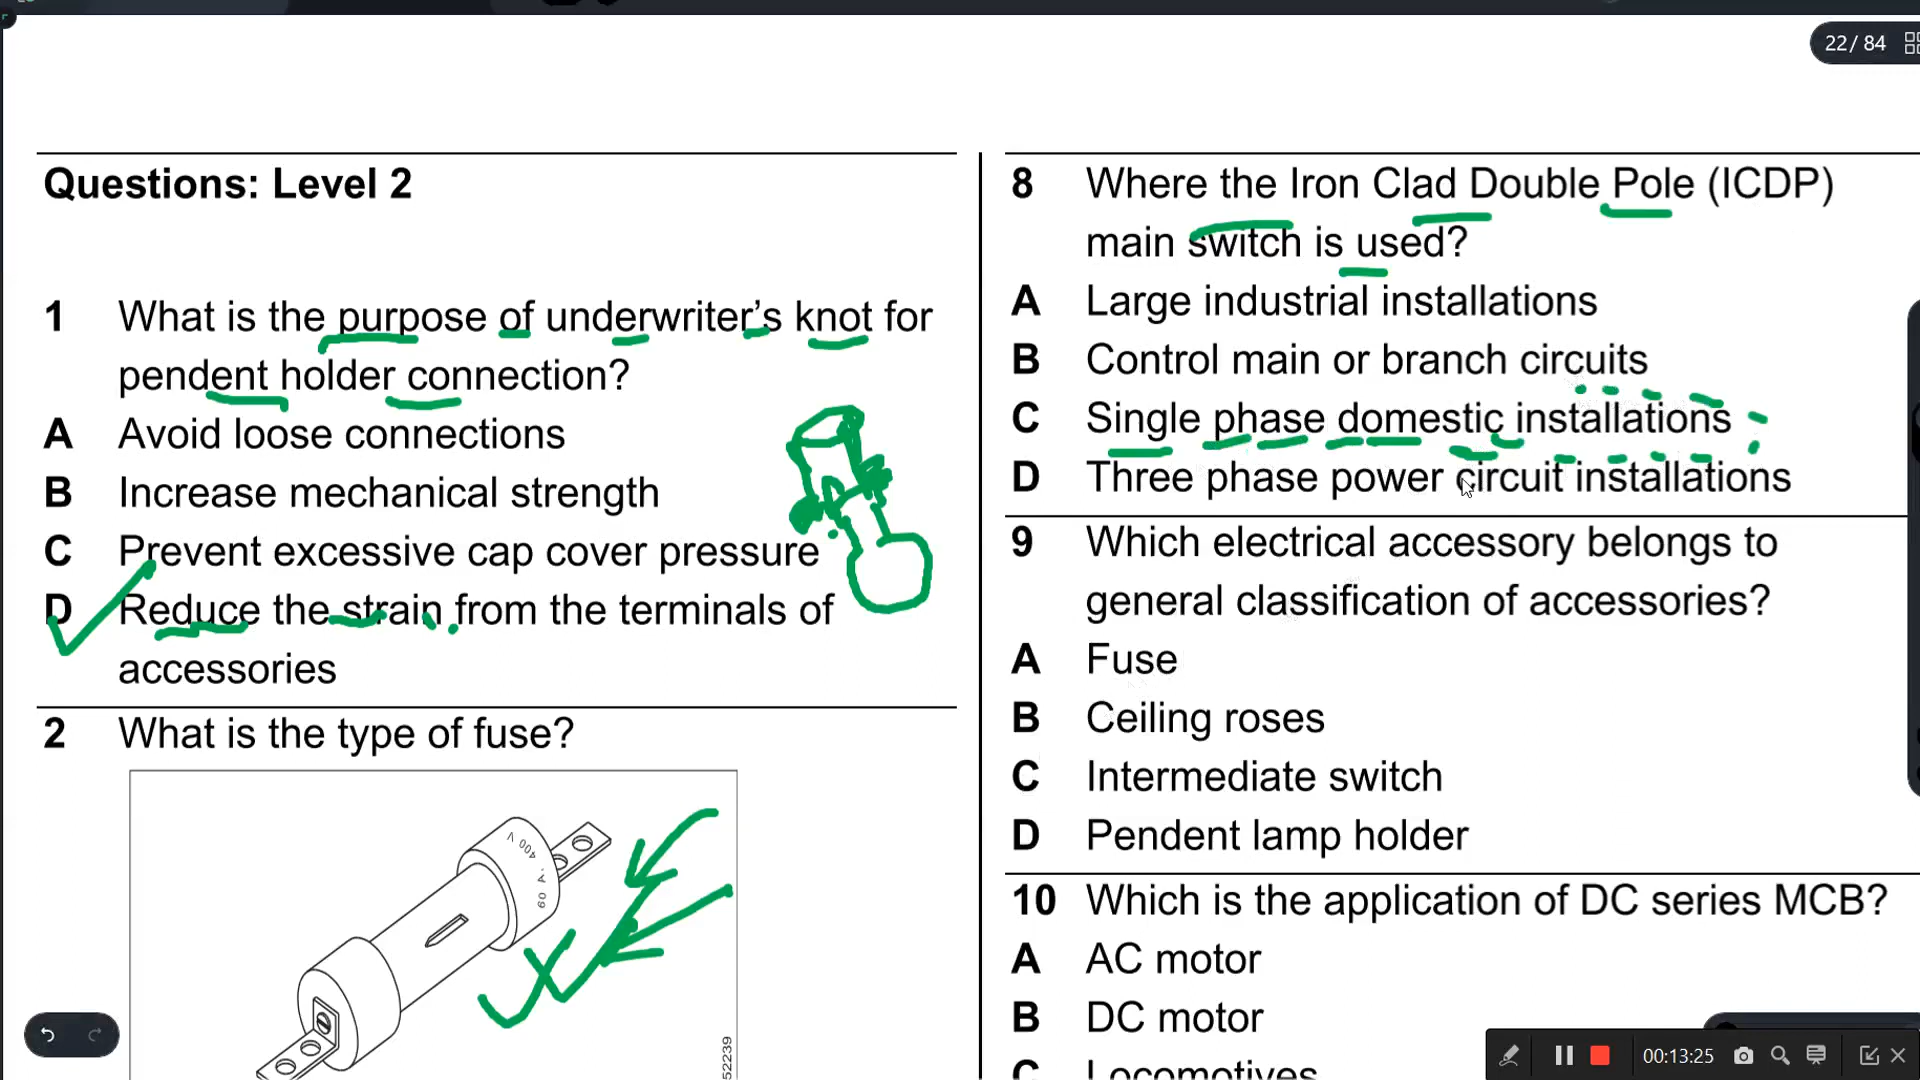 22/ 84
Questions: Level 2
1 What is the purpose of underwriter’s knot for
pendent holder connection?
A Avoid loose connections
B Increase mechanical strength
C Prevent excessive cap cover pressure
D Reduce the strain from the terminals of
accessories
2 What is the type of fuse?
60 A. 400 V
52239
8 Where the Iron Clad Double Pole (ICDP)
main switch is used?
A Large industrial installations
B Control main or branch circuits
C Single phase domestic installations
D Three phase power circuit installations
9 Which electrical accessory belongs to
general classification of accessories?
A Fuse
B Ceiling roses
C Intermediate switch
D Pendent lamp holder
10 Which is the application of DC series MCB?
A AC motor
B DC motor
C Locomotives
00:13:25